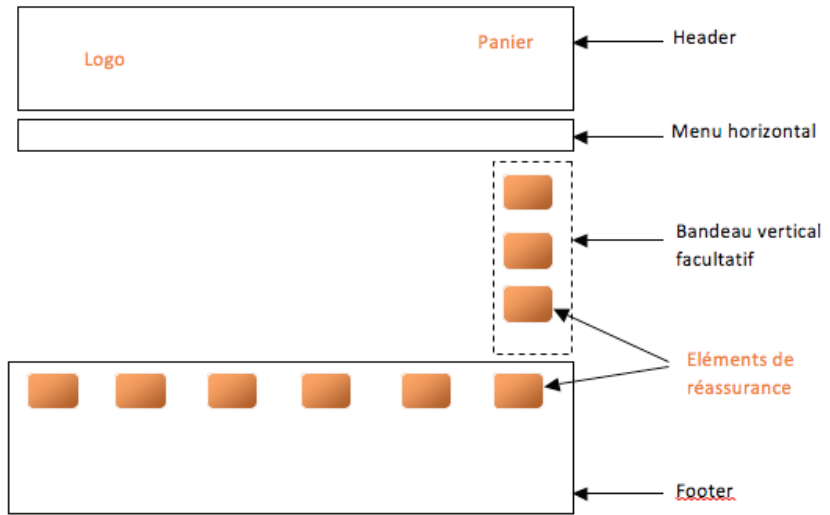 Header
Panier
Logo
Menu horizontal
Bandeau vertical
facultatif
Eléments de
réassurance
Footer